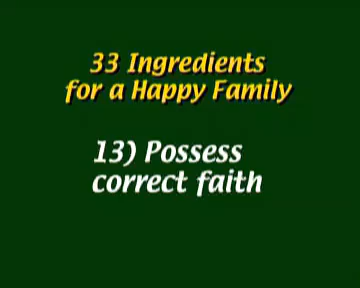 33 Ingredients
for a Happy Family
13) Possess
correct faith